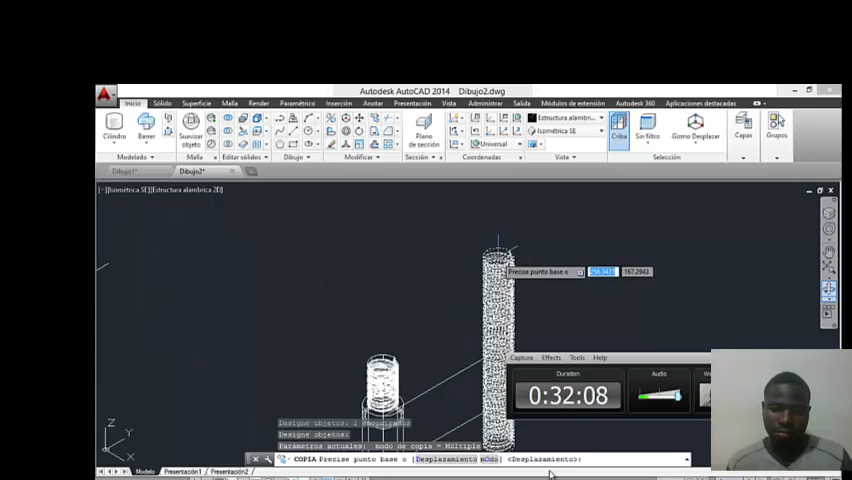 Autodesk AutoCAD 2014 Dibujo2.dwg
Inicio Sólido Superficie Malla Render Paramétrico Inserción Anotar Presentación Vista Administrar Salida Módulos de extensión Autodesk 360 Aplicaciones destacadas
Estructura alámbri...
Isométrica SE
Universal
Cilindro Barrer Suavizar objeto Plano de sección Criba Sin filtro Gizmo Desplazar Capas Grupos
Modelado Malla Editar sólidos Dibujo Modificar Sección Coordenadas Vista Selección
Dibujo1* Dibujo2*
[−][Isométrica SE][Estructura alámbrica 2D]
Precise punto base o 167.2943
Capture Effects Tools Help
Duration Audio
0:32:08
Designe objetos: 1 encontrados
Designe objetos:
Parámetros actuales: modo de copia = Múltiple
COPIA Precise punto base o [Desplazamiento mOdo] <Desplazamiento>:
Z
Y
X
Modelo Presentación1 Presentación2